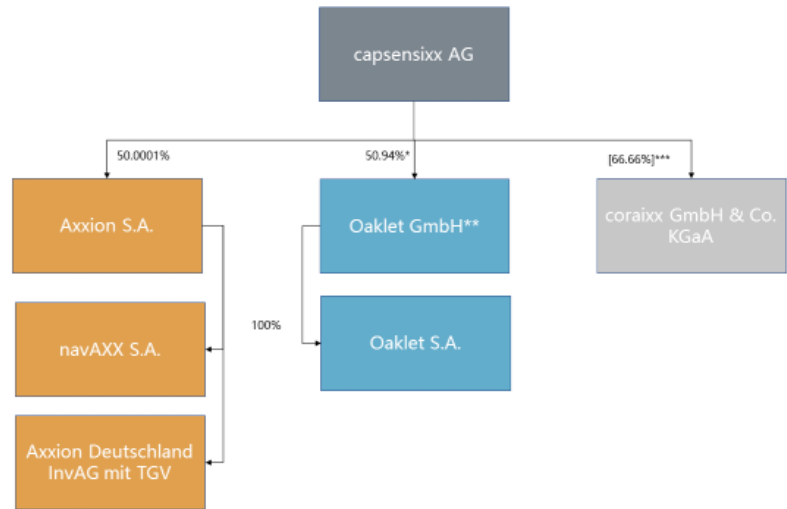 capsensixx AG
50.0001%
50.94%*
[66.66%]***
Axxion S.A.
Oaklet GmbH**
coraixx GmbH & Co.
KGaA
100%
navAXX S.A.
Oaklet S.A.
Axxion Deutschland
InvAG mit TGV